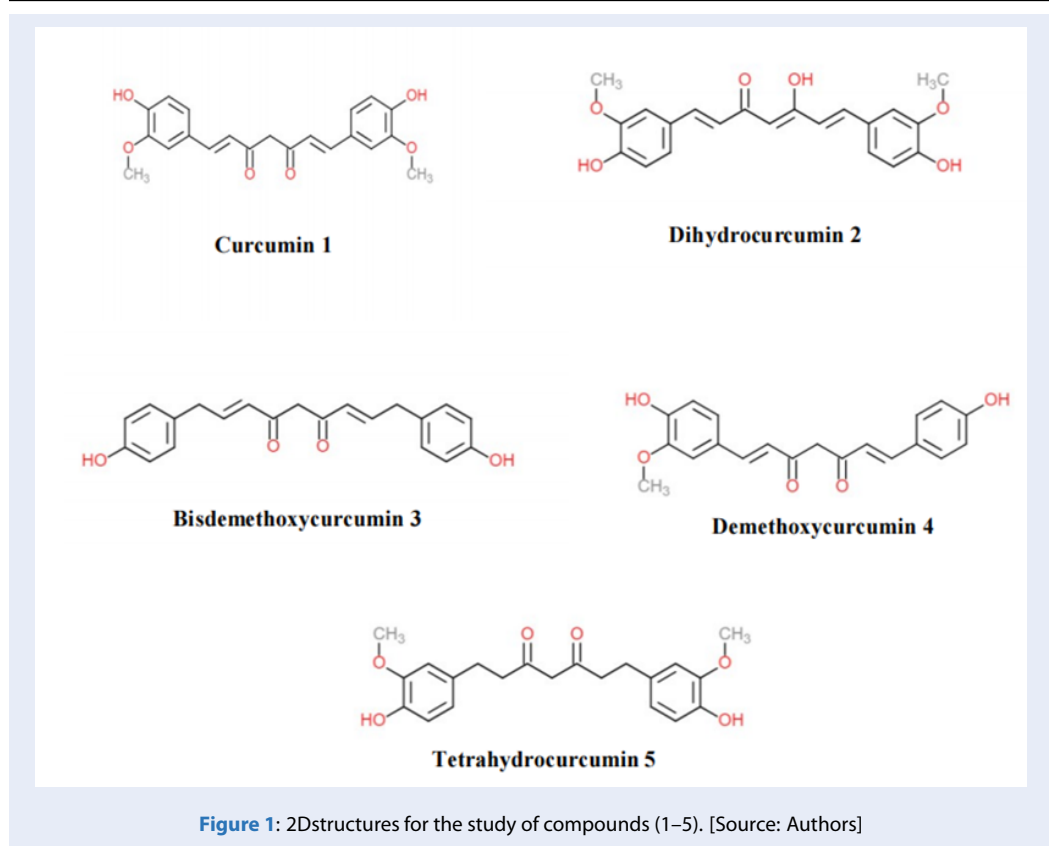 HO
OH
O
O
CH3
O
O
CH3
Curcumin 1
CH3
O
OH
H3C
O
O
HO
OH
Dihydrocurcumin 2
HO
O
O
OH
Bisdemethoxycurcumin 3
HO
OH
O
CH3
O
O
Demethoxycurcumin 4
CH3
O
O
CH3
O
O
HO
OH
Tetrahydrocurcumin 5
Figure 1: 2Dstructures for the study of compounds (1–5). [Source: Authors]